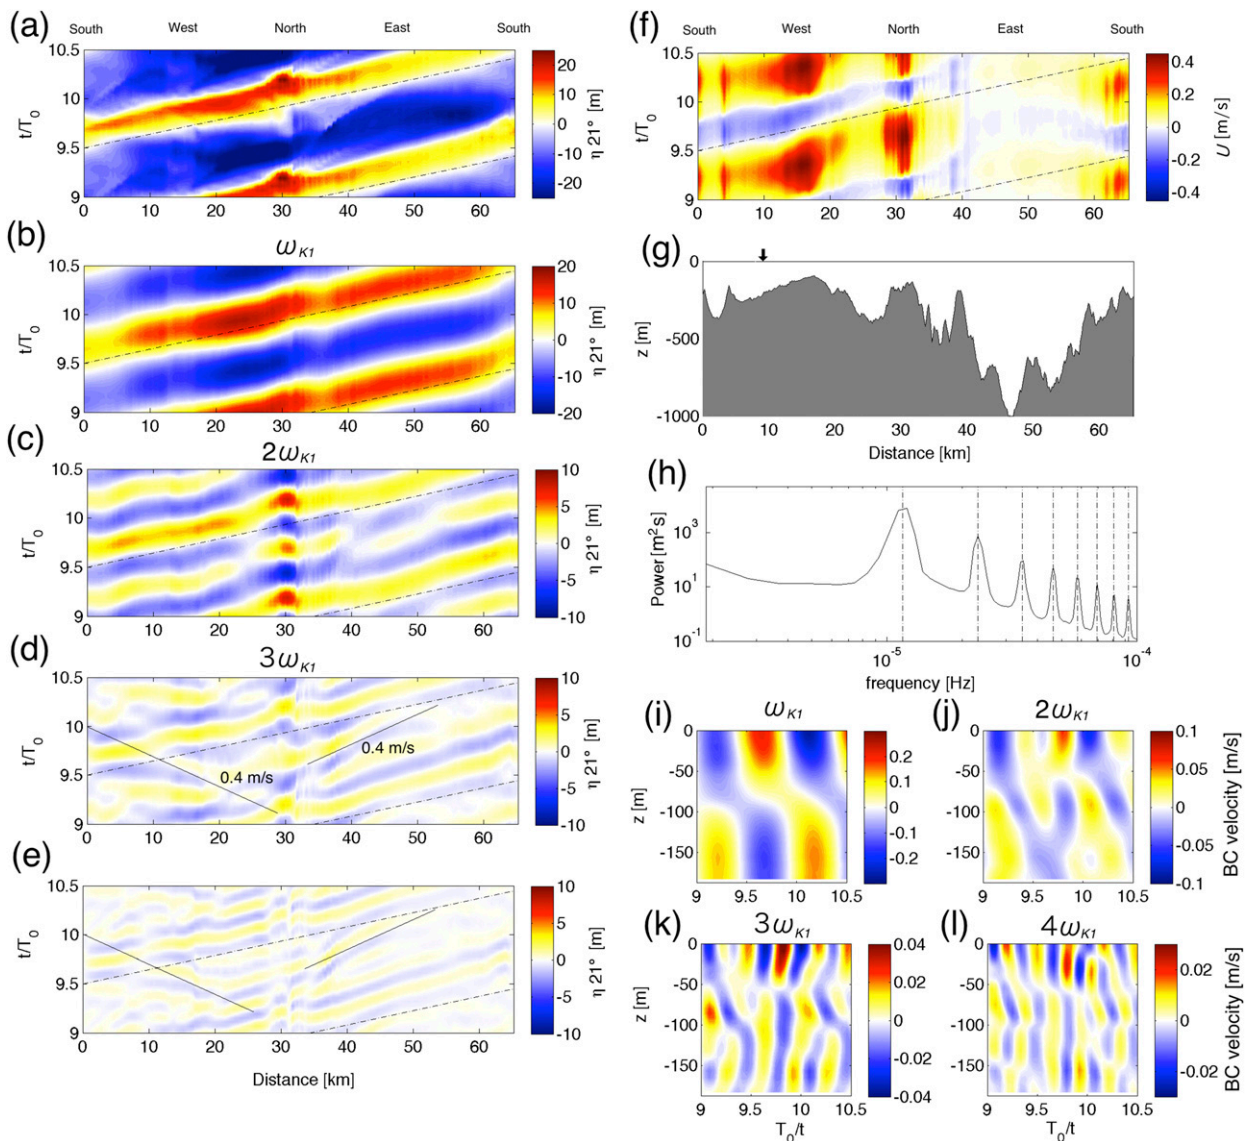 (a)
South West North East South
10.5
10
9.5
9
t/T0
0 10 20 30 40 50 60
20
10
0
-10
-20
η 21° [m]
(b)
ωK1
10.5
10
9.5
9
t/T0
0 10 20 30 40 50 60
20
10
0
-10
-20
η 21° [m]
(c)
2ωK1
10.5
10
9.5
9
t/T0
0 10 20 30 40 50 60
10
5
0
-5
-10
η 21° [m]
(d)
3ωK1
10.5
10
9.5
9
t/T0
0.4 m/s
0.4 m/s
0 10 20 30 40 50 60
10
5
0
-5
-10
η 21° [m]
(e)
10.5
10
9.5
9
t/T0
0 10 20 30 40 50 60
Distance [km]
10
5
0
-5
-10
η 21° [m]
(f)
South West North East South
10.5
10
9.5
9
t/T0
0 10 20 30 40 50 60
0.4
0.2
0
-0.2
-0.4
U [m/s]
(g)
0
-500
-1000
z [m]
0 10 20 30 40 50 60
Distance [km]
(h)
10^3
10^1
10^-1
Power [m²s]
10^-5 10^-4
frequency [Hz]
(i)
ωK1
0
-50
-100
-150
z [m]
9 9.5 10 10.5
0.2
0.1
0
-0.1
-0.2
(j)
2ωK1
0
-50
-100
-150
9 9.5 10 10.5
0.1
0.05
0
-0.05
-0.1
BC velocity [m/s]
(k)
3ωK1
0
-50
-100
-150
z [m]
9 9.5 10 10.5
T0/t
0.04
0.02
0
-0.02
-0.04
(l)
4ωK1
0
-50
-100
-150
9 9.5 10 10.5
T0/t
0.02
0
-0.02
BC velocity [m/s]